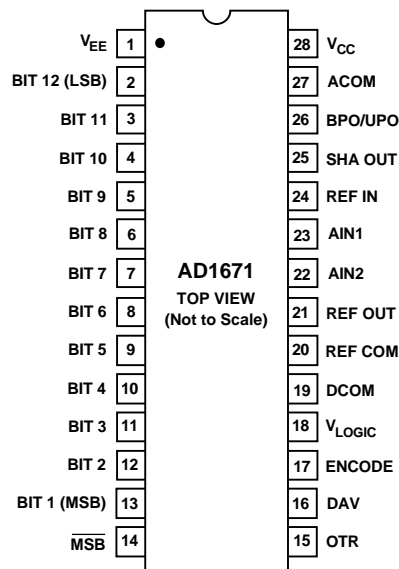 V_EE 1 28 V_CC
BIT 12 (LSB) 2 27 ACOM
BIT 11 3 26 BPO/UPO
BIT 10 4 25 SHA OUT
BIT 9 5 24 REF IN
BIT 8 6 23 AIN1
BIT 7 7 22 AIN2
AD1671
TOP VIEW
(Not to Scale)
BIT 6 8 21 REF OUT
BIT 5 9 20 REF COM
BIT 4 10 19 DCOM
BIT 3 11 18 V_LOGIC
BIT 2 12 17 ENCODE
BIT 1 (MSB) 13 16 DAV
M̅S̅B̅ 14 15 OTR